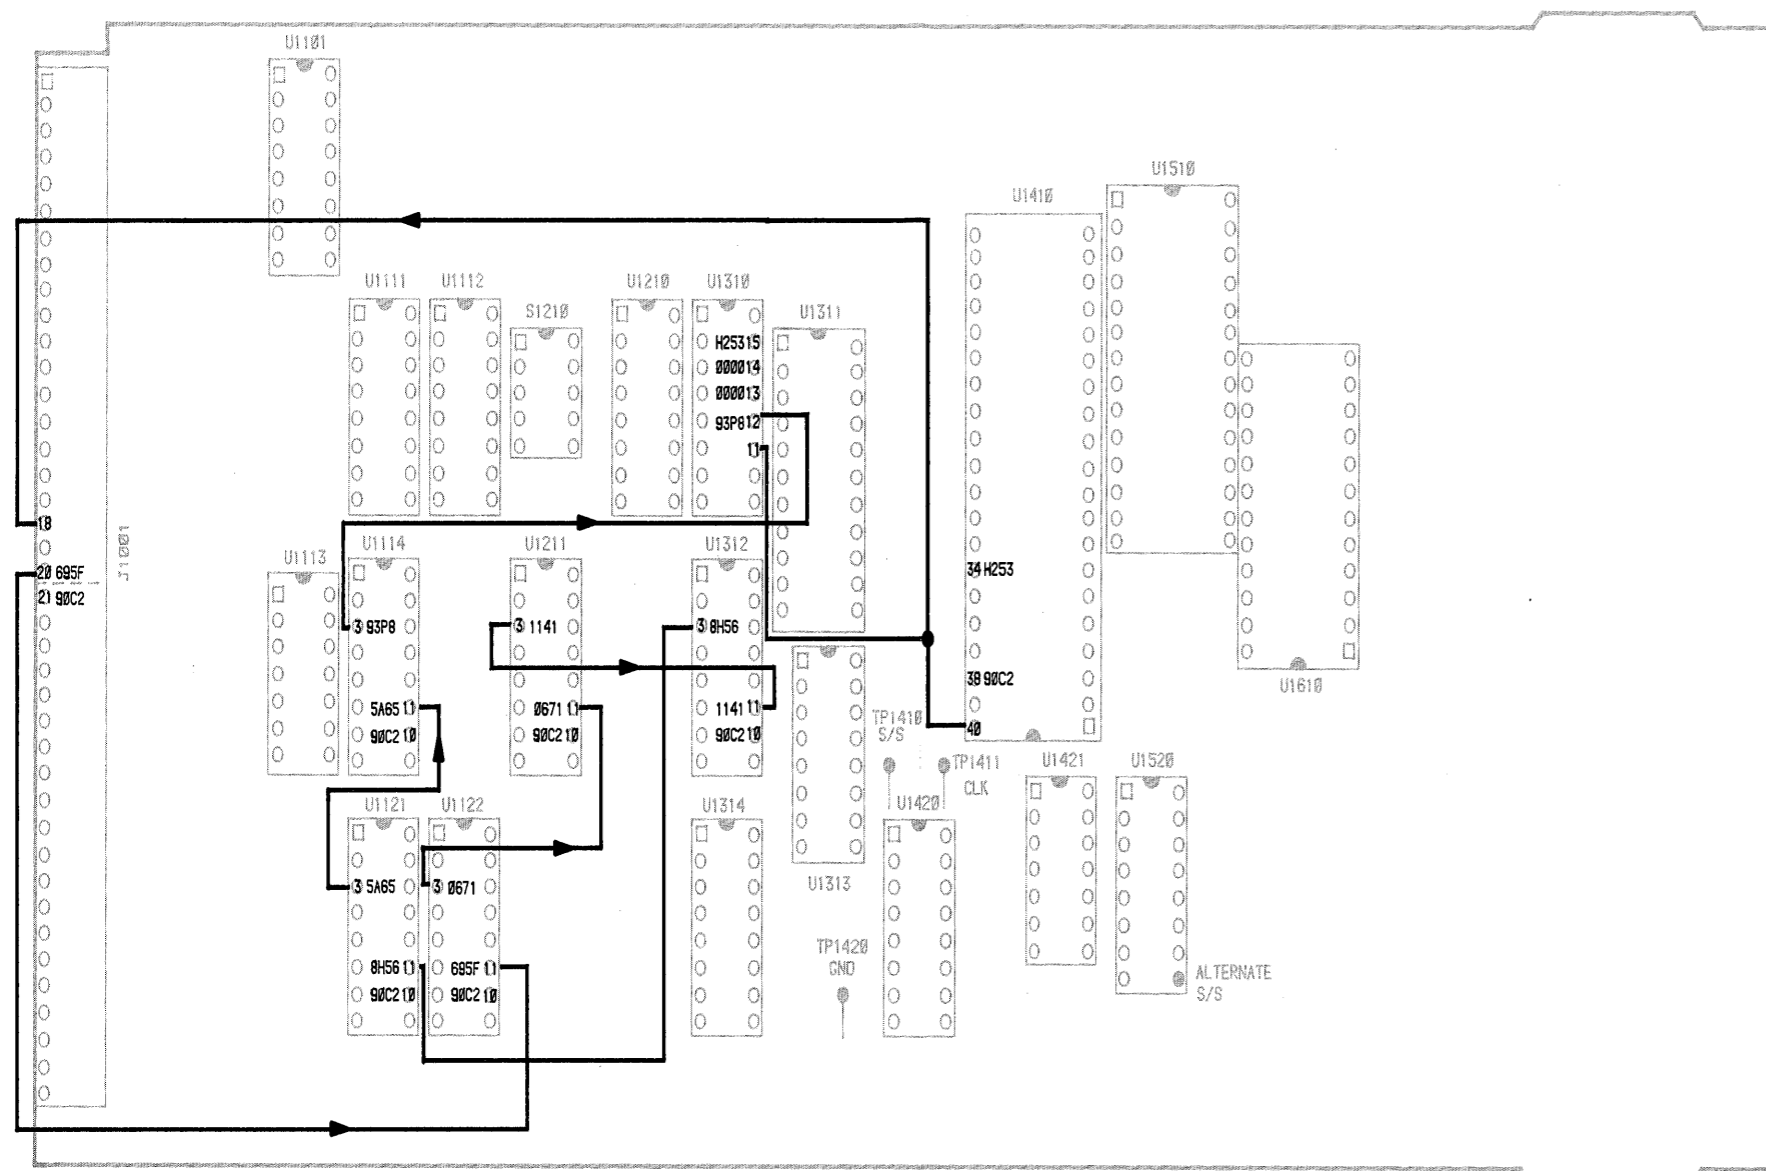 U1101
U1510
U1410
U1111
U1112
S1210
U1210
U1310
U1311
H253 15
0000 14
0000 13
93P8 12
11
18
J1001
20 695F
21 90C2
U1113
U1114
U1211
U1312
34 H253
3 93P8
3 1141
3 8H56
38 90C2
U1610
5A65 11
0671 11
1141 11
90C2 10
90C2 10
90C2 10
TP1410
S/S
40
TP1411
CLK
U1421
U1520
U1121
U1122
U1314
U1420
3 5A65
3 0671
U1313
TP1420
GND
8H56 11
695F 11
90C2 10
90C2 10
ALTERNATE
S/S